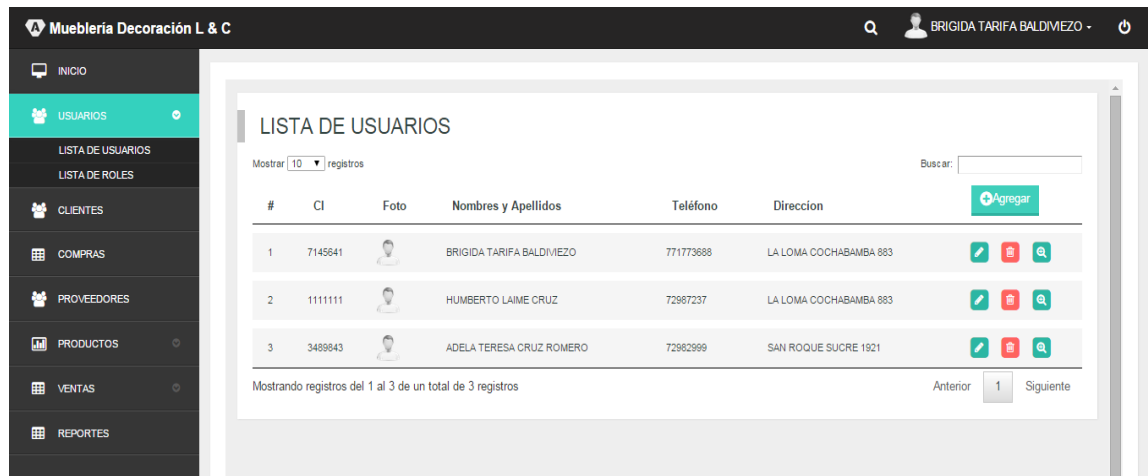 Mueblería Decoración L & C
BRIGIDA TARIFA BALDIVIEZO
INICIO
USUARIOS
LISTA DE USUARIOS
LISTA DE ROLES
CLIENTES
COMPRAS
PROVEEDORES
PRODUCTOS
VENTAS
REPORTES
LISTA DE USUARIOS
Mostrar 10 registros
Buscar:
# CI Foto Nombres y Apellidos Teléfono Direccion Agregar
1 7145641 BRIGIDA TARIFA BALDIVIEZO 771773688 LA LOMA COCHABAMBA 883
2 1111111 HUMBERTO LAIME CRUZ 72987237 LA LOMA COCHABAMBA 883
3 3489843 ADELA TERESA CRUZ ROMERO 72982999 SAN ROQUE SUCRE 1921
Mostrando registros del 1 al 3 de un total de 3 registros
Anterior 1 Siguiente